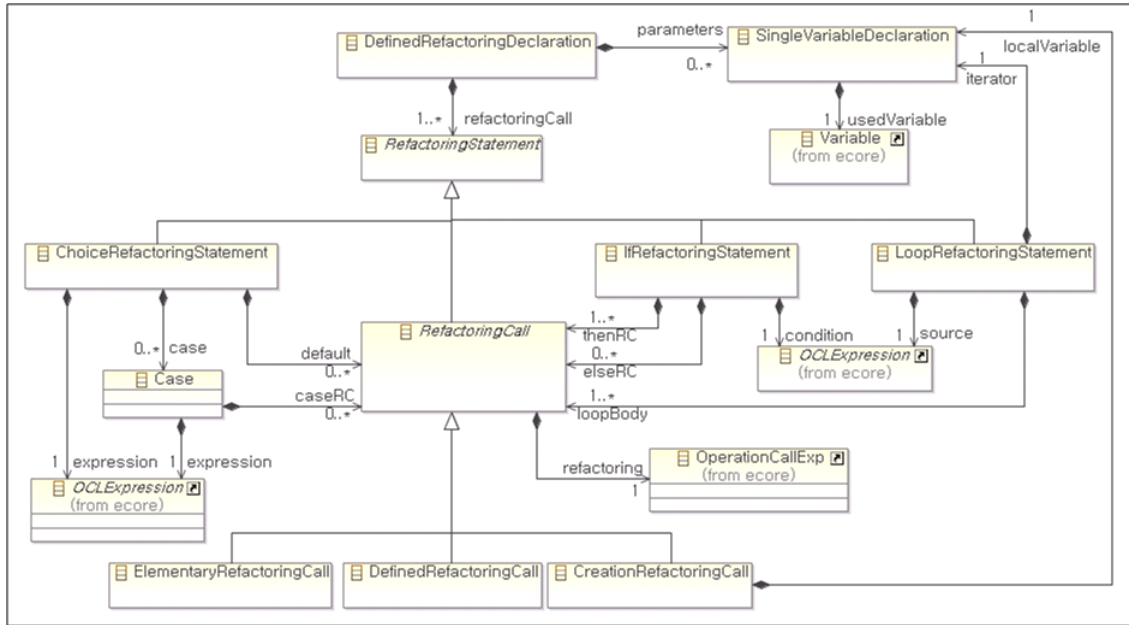 DefinedRefactoringDeclaration
parameters
0..*
SingleVariableDeclaration
1
localVariable
1
iterator
1..* refactoringCall
1 usedVariable
RefactoringStatement
Variable
(from ecore)
ChoiceRefactoringStatement
IfRefactoringStatement
LoopRefactoringStatement
RefactoringCall
1..*
thenRC
0..*
elseRC
1 condition
1 source
0..* case
default
0..*
OCLExpression
(from ecore)
Case
caseRC
0..*
1..*
loopBody
1 expression
1 expression
refactoring
1
OperationCallExp
(from ecore)
OCLExpression
(from ecore)
ElementaryRefactoringCall
DefinedRefactoringCall
CreationRefactoringCall